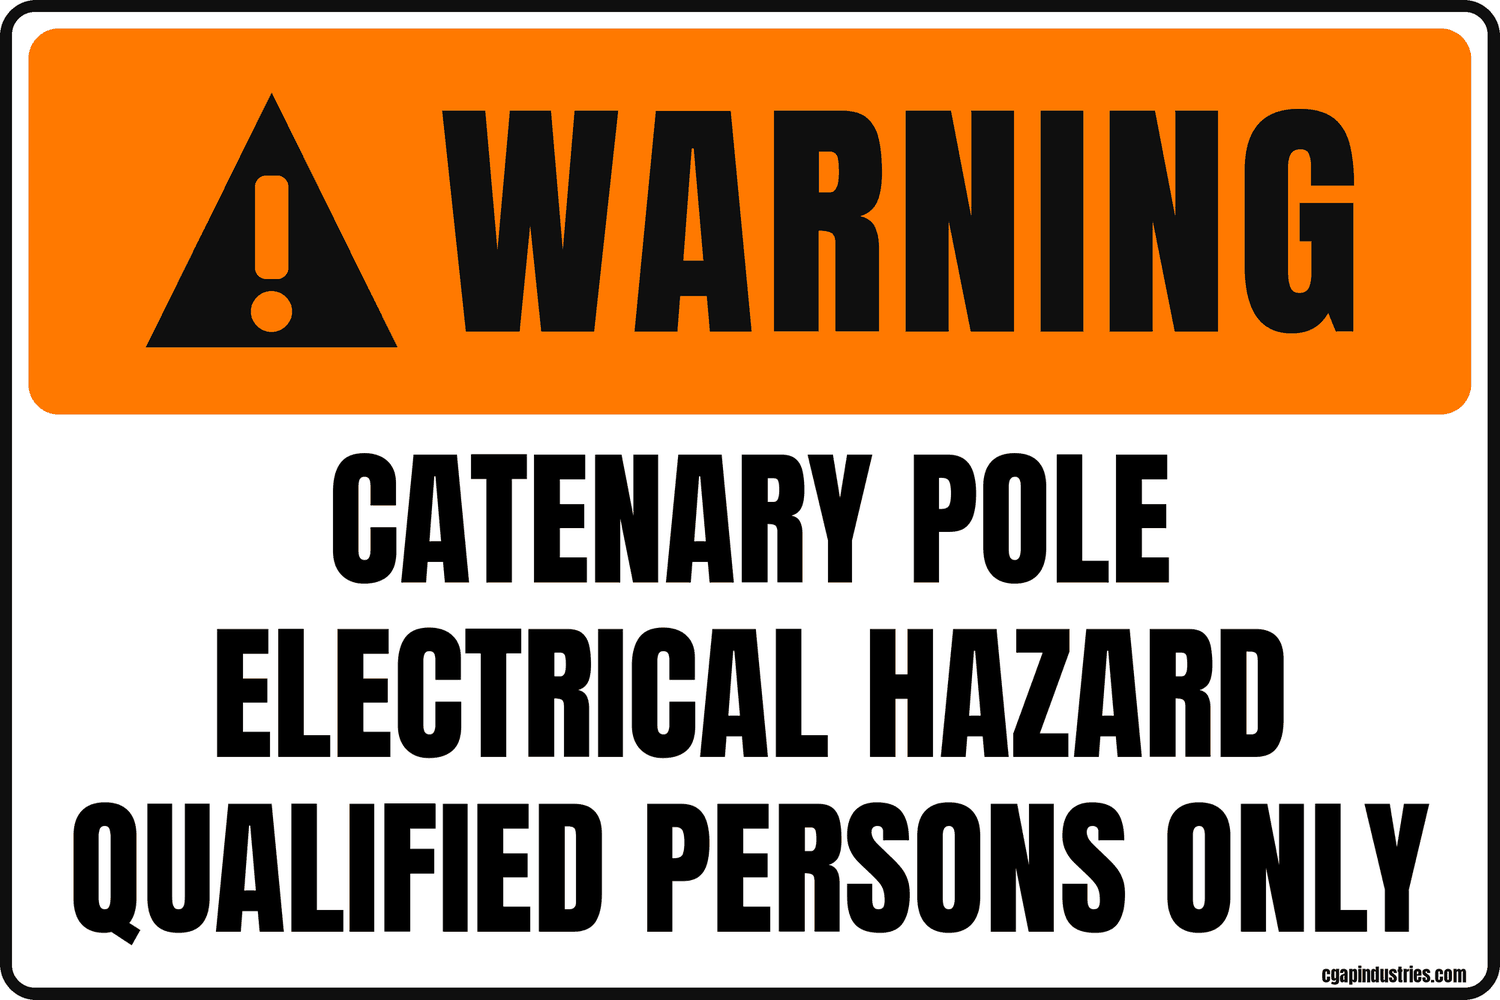 WARNING
CATENARY POLE
ELECTRICAL HAZARD
QUALIFIED PERSONS ONLY
cgapindustries.com